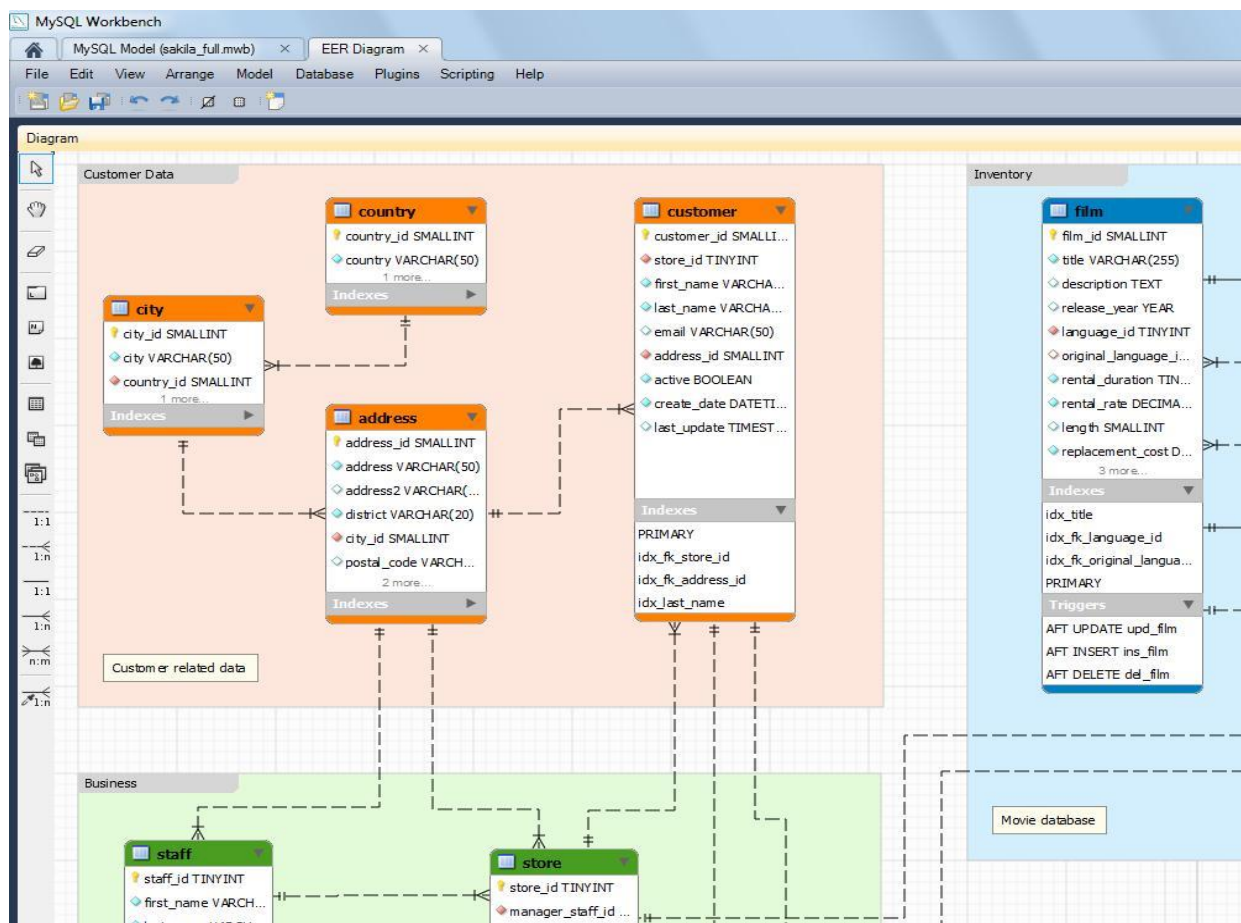 MySQL Workbench
MySQL Model (sakila_full.mwb)
EER Diagram
File Edit View Arrange Model Database Plugins Scripting Help
Diagram
Customer Data
country
country_id SMALLINT
country VARCHAR(50)
1 more...
Indexes
city
city_id SMALLINT
city VARCHAR(50)
country_id SMALLINT
1 more...
Indexes
address
address_id SMALLINT
address VARCHAR(50)
address2 VARCHAR(...
district VARCHAR(20)
city_id SMALLINT
postal_code VARCH...
2 more...
Indexes
customer
customer_id SMALLI...
store_id TINYINT
first_name VARCHA...
last_name VARCHA...
email VARCHAR(50)
address_id SMALLINT
active BOOLEAN
create_date DATETI...
last_update TIMEST...
Indexes
PRIMARY
idx_fk_store_id
idx_fk_address_id
idx_last_name
Customer related data
Inventory
film
film_id SMALLINT
title VARCHAR(255)
description TEXT
release_year YEAR
language_id TINYINT
original_language_i...
rental_duration TIN...
rental_rate DECIMA...
length SMALLINT
replacement_cost D...
3 more...
Indexes
idx_title
idx_fk_language_id
idx_fk_original_langua...
PRIMARY
Triggers
AFT UPDATE upd_film
AFT INSERT ins_film
AFT DELETE del_film
Movie database
1:1
1:n
1:1
1:n
n:m
1:n
Business
staff
staff_id TINYINT
first_name VARCH...
store
store_id TINYINT
manager_staff_id ...